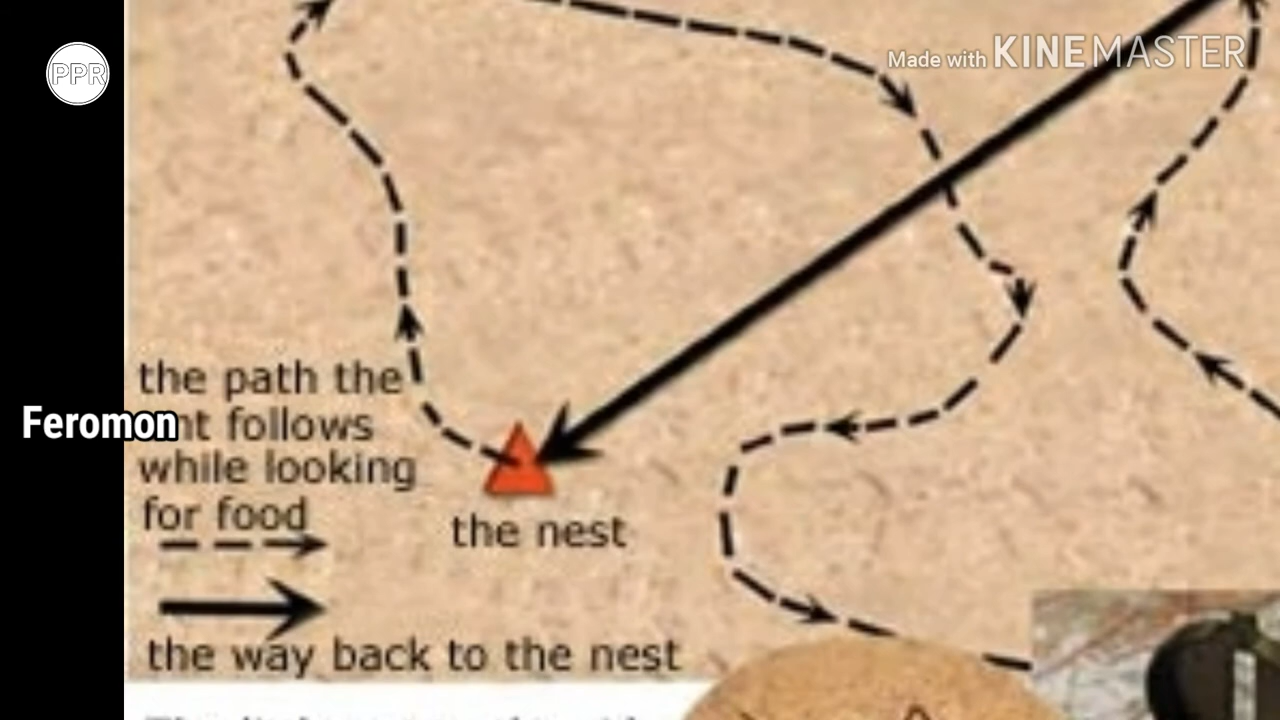 PPR
Made with KINEMASTER
the path the
Feromon
nt follows
while looking
for food
the nest
the way back to the nest